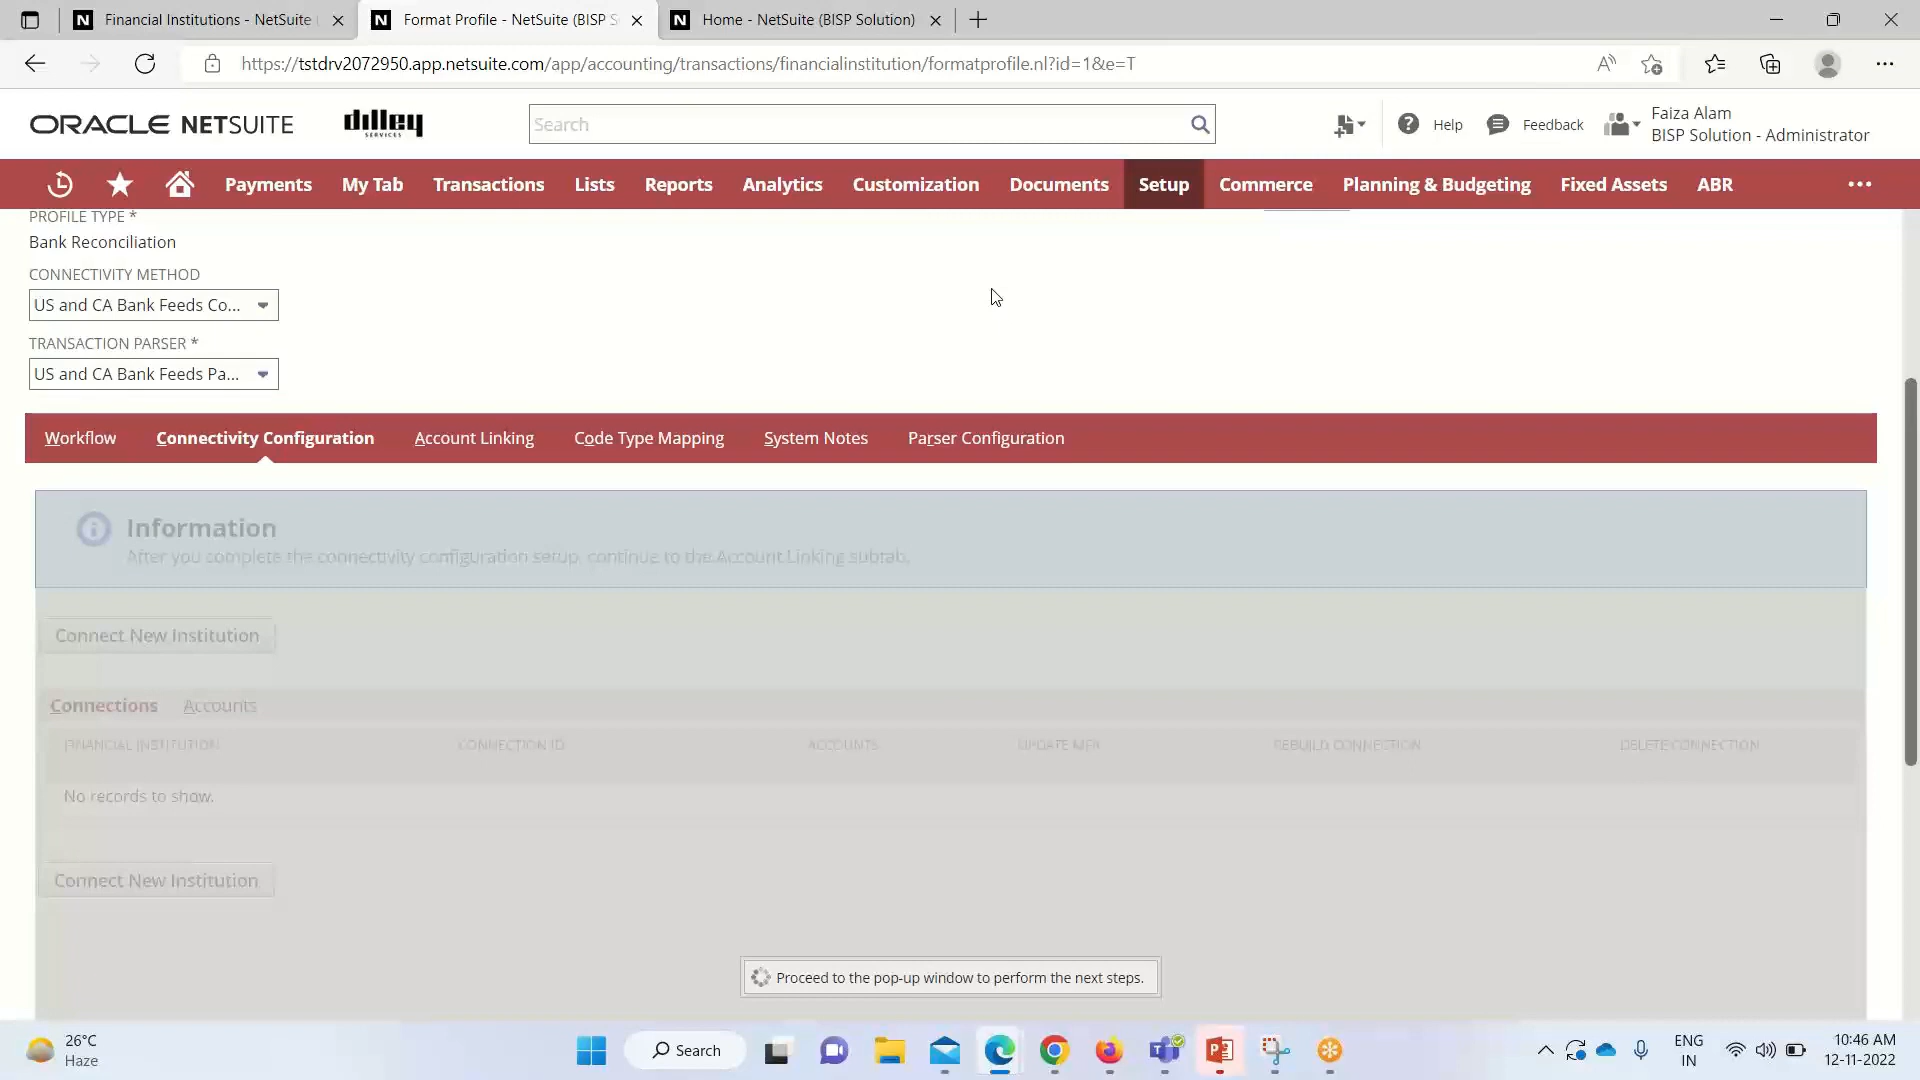 Financial Institutions - NetSuite
Format Profile - NetSuite (BISP S
Home - NetSuite (BISP Solution)
https://tstdrv2072950.app.netsuite.com/app/accounting/transactions/financialinstitution/formatprofile.nl?id=1&e=T
ORACLE NETSUITE
dilley
SERVICES
Search
Help
Feedback
Faiza Alam
BISP Solution - Administrator
Payments
My Tab
Transactions
Lists
Reports
Analytics
Customization
Documents
Setup
Commerce
Planning & Budgeting
Fixed Assets
ABR
PROFILE TYPE *
Bank Reconciliation
CONNECTIVITY METHOD
US and CA Bank Feeds Co...
TRANSACTION PARSER *
US and CA Bank Feeds Pa...
Workflow
Connectivity Configuration
Account Linking
Code Type Mapping
System Notes
Parser Configuration
Information
After you complete the connectivity configuration setup, continue to the Account Linking subtab.
Connect New Institution
Connections
Accounts
FINANCIAL INSTITUTION
CONNECTION ID
ACCOUNTS
UPDATE MFA
REBUILD CONNECTION
DELETE CONNECTION
No records to show.
Connect New Institution
Proceed to the pop-up window to perform the next steps.
26°C
Haze
Search
ENG
IN
10:46 AM
12-11-2022